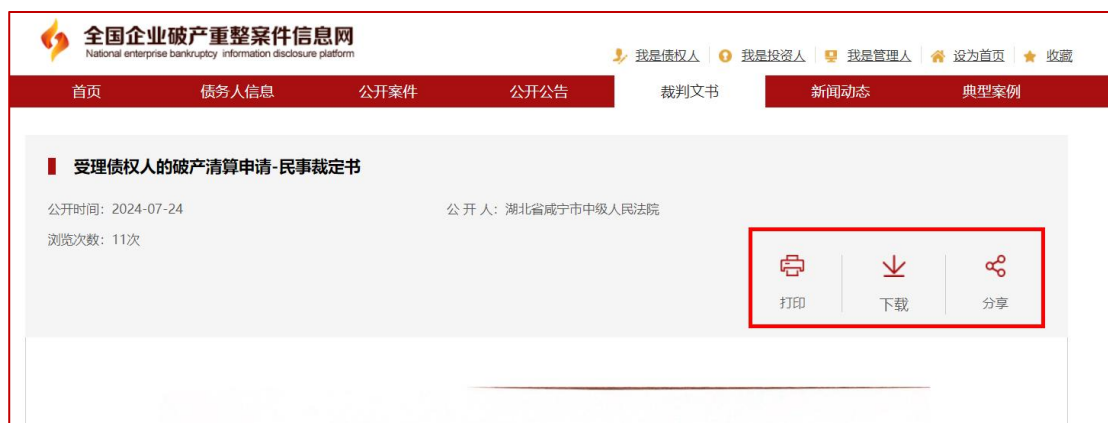 全国企业破产重整案件信息网
National enterprise bankruptcy information disclosure platform
我是债权人 我是投资人 我是管理人 设为首页 收藏
首页 债务人信息 公开案件 公开公告 裁判文书 新闻动态 典型案例
受理债权人的破产清算申请-民事裁定书
公开时间：2024-07-24 公 开 人：湖北省咸宁市中级人民法院
浏览次数：11次
打印 下载 分享